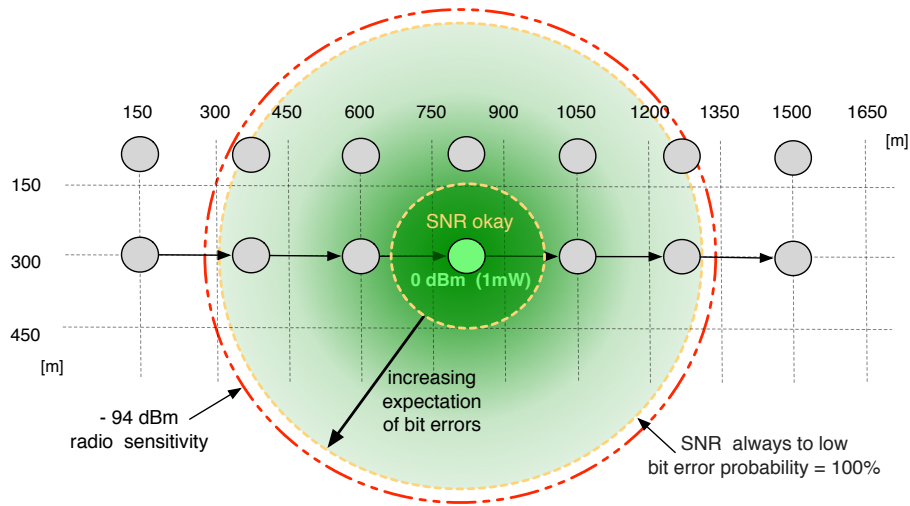 150 300 450 600 750 900 1050 1200 1350 1500 1650
[m]
150
SNR okay
300
0 dBm (1mW)
450
[m]
increasing
expectation
of bit errors
- 94 dBm
radio sensitivity
SNR always to low
bit error probability = 100%